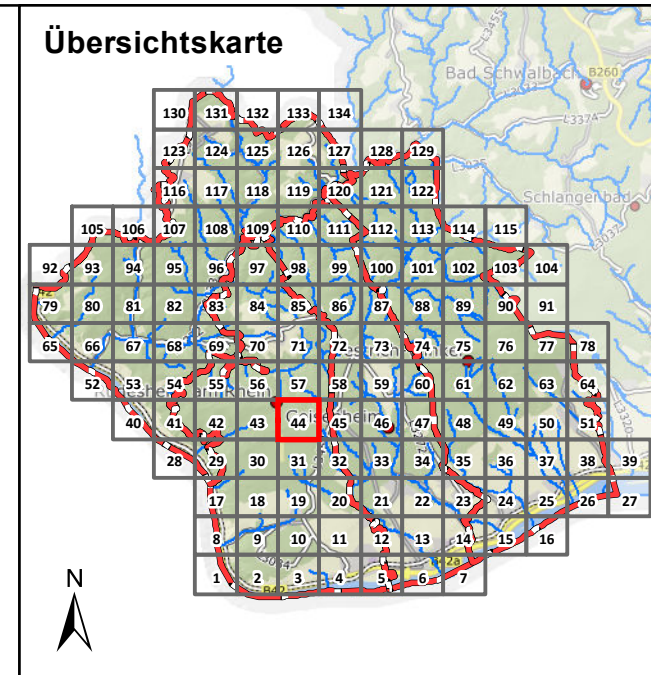 Übersichtskarte
Bad Schwalbach
B260
L3455
L3374
L3035
Schlangenbad
L3037
130 131 132 133 134
123 124 125 126 127 128 129
116 117 118 119 120 121 122
105 106 107 108 109 110 111 112 113 114 115
92 93 94 95 96 97 98 99 100 101 102 103 104
79 80 81 82 83 84 85 86 87 88 89 90 91
65 66 67 68 69 70 71 72 73 74 75 76 77 78
52 53 54 55 56 57 58 59 60 61 62 63 64
Geisenheim
40 41 42 43 44 45 46 47 48 49 50 51
L3320
28 29 30 31 32 33 34 35 36 37 38 39
17 18 19 20 21 22 23 24 25 26 27
8 9 10 11 12 13 14 15 16
L3034
B42a
1 2 3 4 5 6 7
B42
N